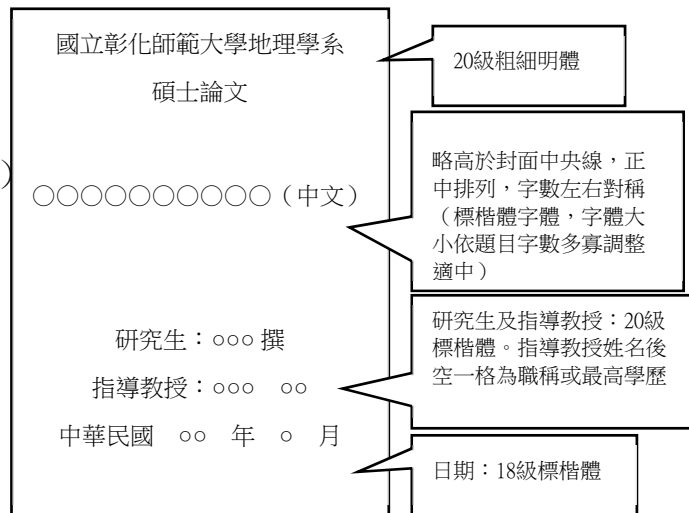 國立彰化師範大學地理學系
碩士論文
20級粗細明體
)
○○○○○○○○○○（中文）
略高於封面中央線，正
中排列，字數左右對稱
（標楷體字體，字體大
小依題目字數多寡調整
適中）
研究生：○○○ 撰
指導教授：○○○　○○
研究生及指導教授：20級
標楷體。指導教授姓名後
空一格為職稱或最高學歷
中華民國　○○　年　○　月
日期：18級標楷體